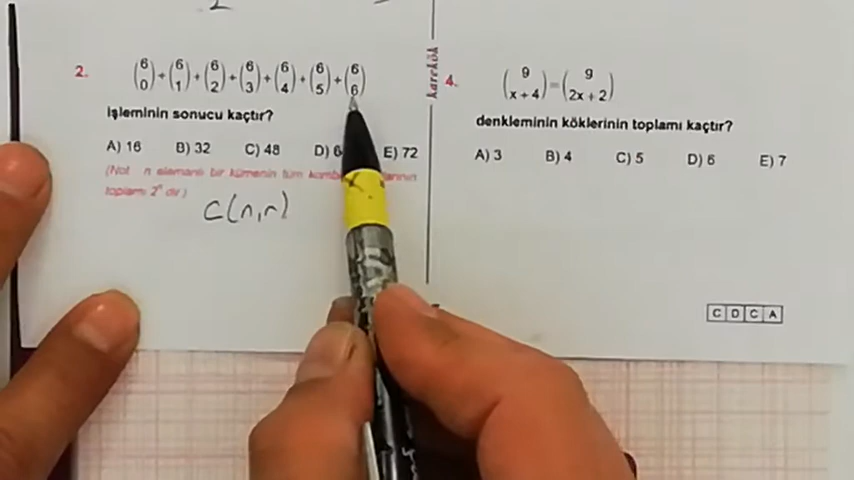 2.
(6 0) + (6 1) + (6 2) + (6 3) + (6 4) + (6 5) + (6 6)
işleminin sonucu kaçtır?
A) 16 B) 32 C) 48 D) 6 E) 72
(Not n elemanlı bir kümenin tüm
toplamı 2ⁿ dir.)
C(n,n)
karekök
4.
(9 x + 4) = (9 2x + 2)
denkleminin köklerinin toplamı kaçtır?
A) 3 B) 4 C) 5 D) 6 E) 7
C D C A